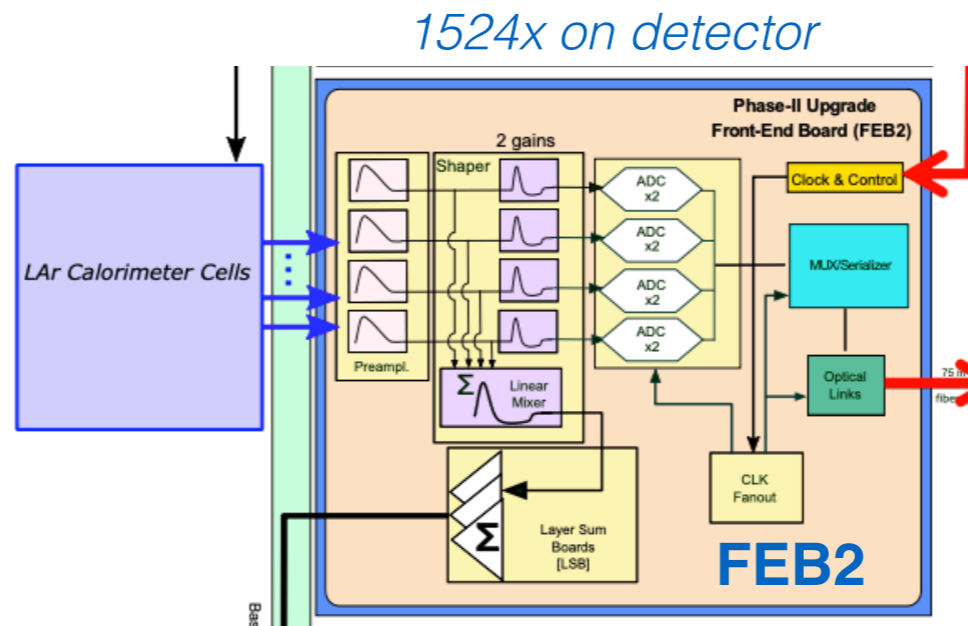 1524x on detector
Phase-II Upgrade
Front-End Board (FEB2)
2 gains
Shaper
ADC
x2
Clock & Control
ADC
x2
MUX/Serializer
LAr Calorimeter Cells
ADC
x2
ADC
x2
Preampl.
Σ
Linear
Mixer
Optical
Links
75 m
CLK
Fanout
Σ
Layer Sum
Boards
[LSB]
FEB2